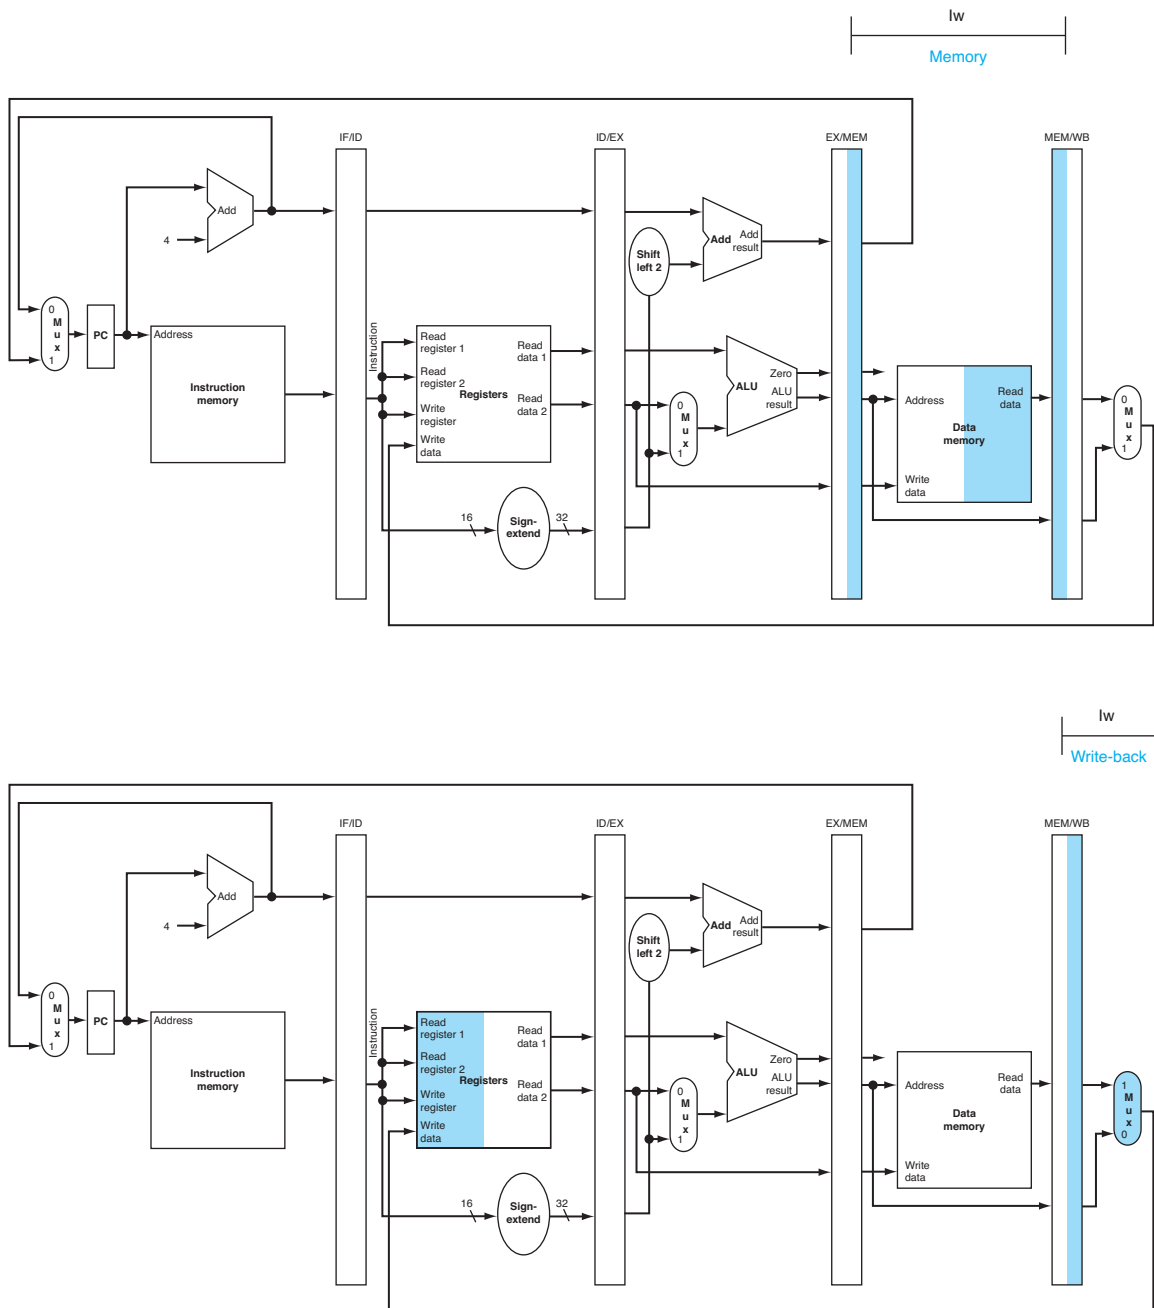 lw
Memory
IF/ID
ID/EX
EX/MEM
MEM/WB
Add
4
Add
Add
result
Shift
left 2
0
M
u
x
1
PC
Address
Instruction
memory
Instruction
Read
register 1
Read
register 2
Registers
Write
register
Write
data
Read
data 1
Read
data 2
0
M
u
x
1
Zero
ALU
ALU
result
Address
Read
data
Data
memory
Write
data
0
M
u
x
1
16
Sign-
extend
32
lw
Write-back
IF/ID
ID/EX
EX/MEM
MEM/WB
Add
4
Add
Add
result
Shift
left 2
0
M
u
x
1
PC
Address
Instruction
memory
Instruction
Read
register 1
Read
register 2
Registers
Write
register
Write
data
Read
data 1
Read
data 2
0
M
u
x
1
Zero
ALU
ALU
result
Address
Read
data
Data
memory
Write
data
1
M
u
x
0
16
Sign-
extend
32